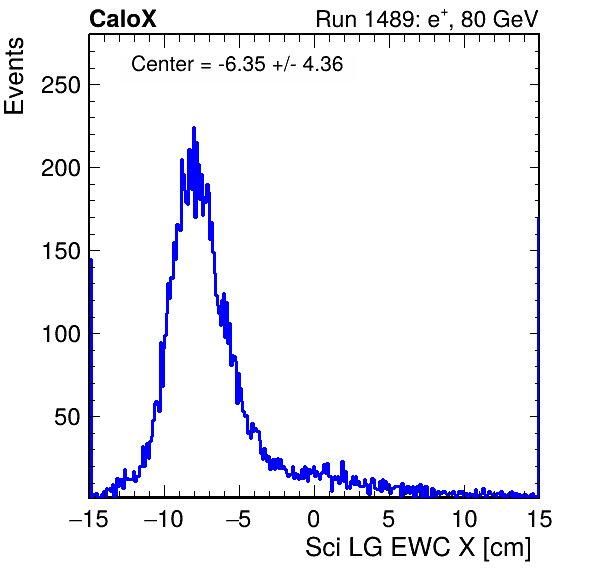 CaloX
Run 1489: e+, 80 GeV
Center = -6.35 +/- 4.36
Events
250
200
150
100
50
−15
−10
−5
0
5
10
15
Sci LG EWC X [cm]